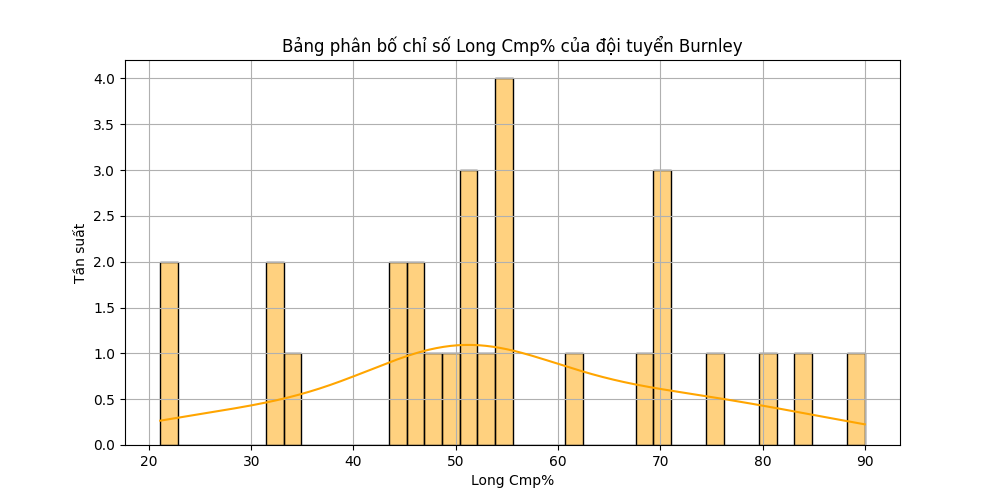 Bảng phân bố chỉ số Long Cmp% của đội tuyển Burnley
4.0
3.5
3.0
2.5
2.0
1.5
1.0
0.5
0.0
Tần suất
20 30 40 50 60 70 80 90
Long Cmp%